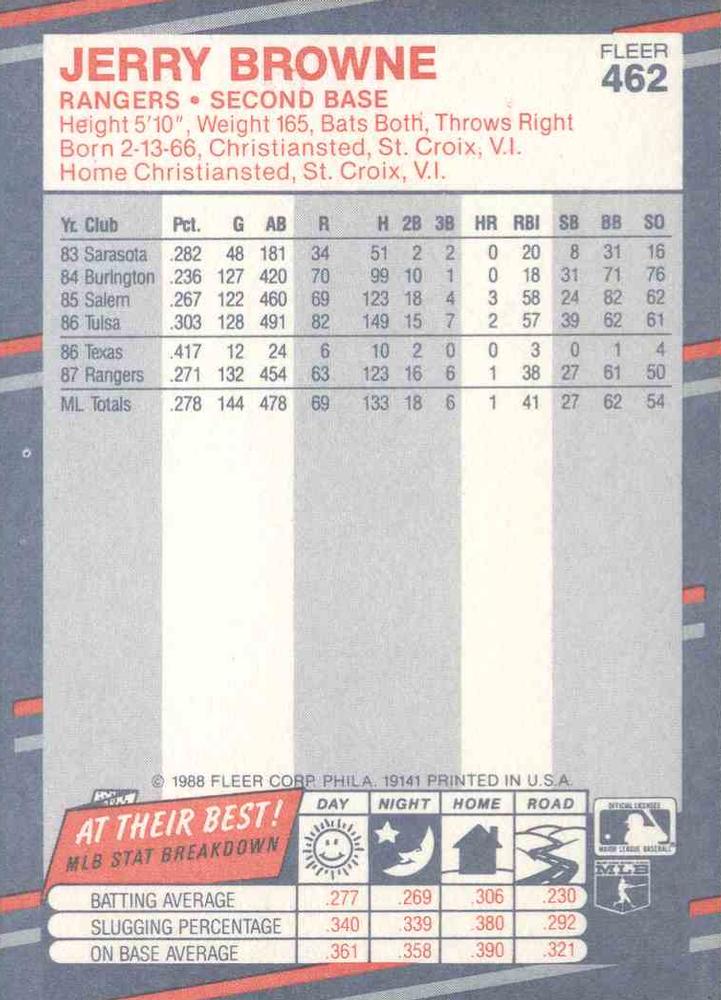 JERRY BROWNE
FLEER
462
RANGERS • SECOND BASE
Height 5'10", Weight 165, Bats Both, Throws Right
Born 2-13-66, Christiansted, St. Croix, V.I.
Home Christiansted, St. Croix, V.I.
Yr. Club Pct. G AB R H 2B 3B HR RBI SB BB SO
83 Sarasota .282 48 181 34 51 2 2 0 20 8 31 16
84 Burlington .236 127 420 70 99 10 1 0 18 31 71 76
85 Salem .267 122 460 69 123 18 4 3 58 24 82 62
86 Tulsa .303 128 491 82 149 15 7 2 57 39 62 61
86 Texas .417 12 24 6 10 2 0 0 3 0 1 4
87 Rangers .271 132 454 63 123 16 6 1 38 27 61 50
ML Totals .278 144 478 69 133 18 6 1 41 27 62 54
© 1988 FLEER CORP. PHILA. 19141 PRINTED IN U.S.A.
AT THEIR BEST!
MLB STAT BREAKDOWN
DAY NIGHT HOME ROAD
OFFICIAL LICENSEE
MAJOR LEAGUE BASEBALL
MLB
BATTING AVERAGE .277 .269 .306 .230
SLUGGING PERCENTAGE .340 .339 .380 .292
ON BASE AVERAGE .361 .358 .390 .321